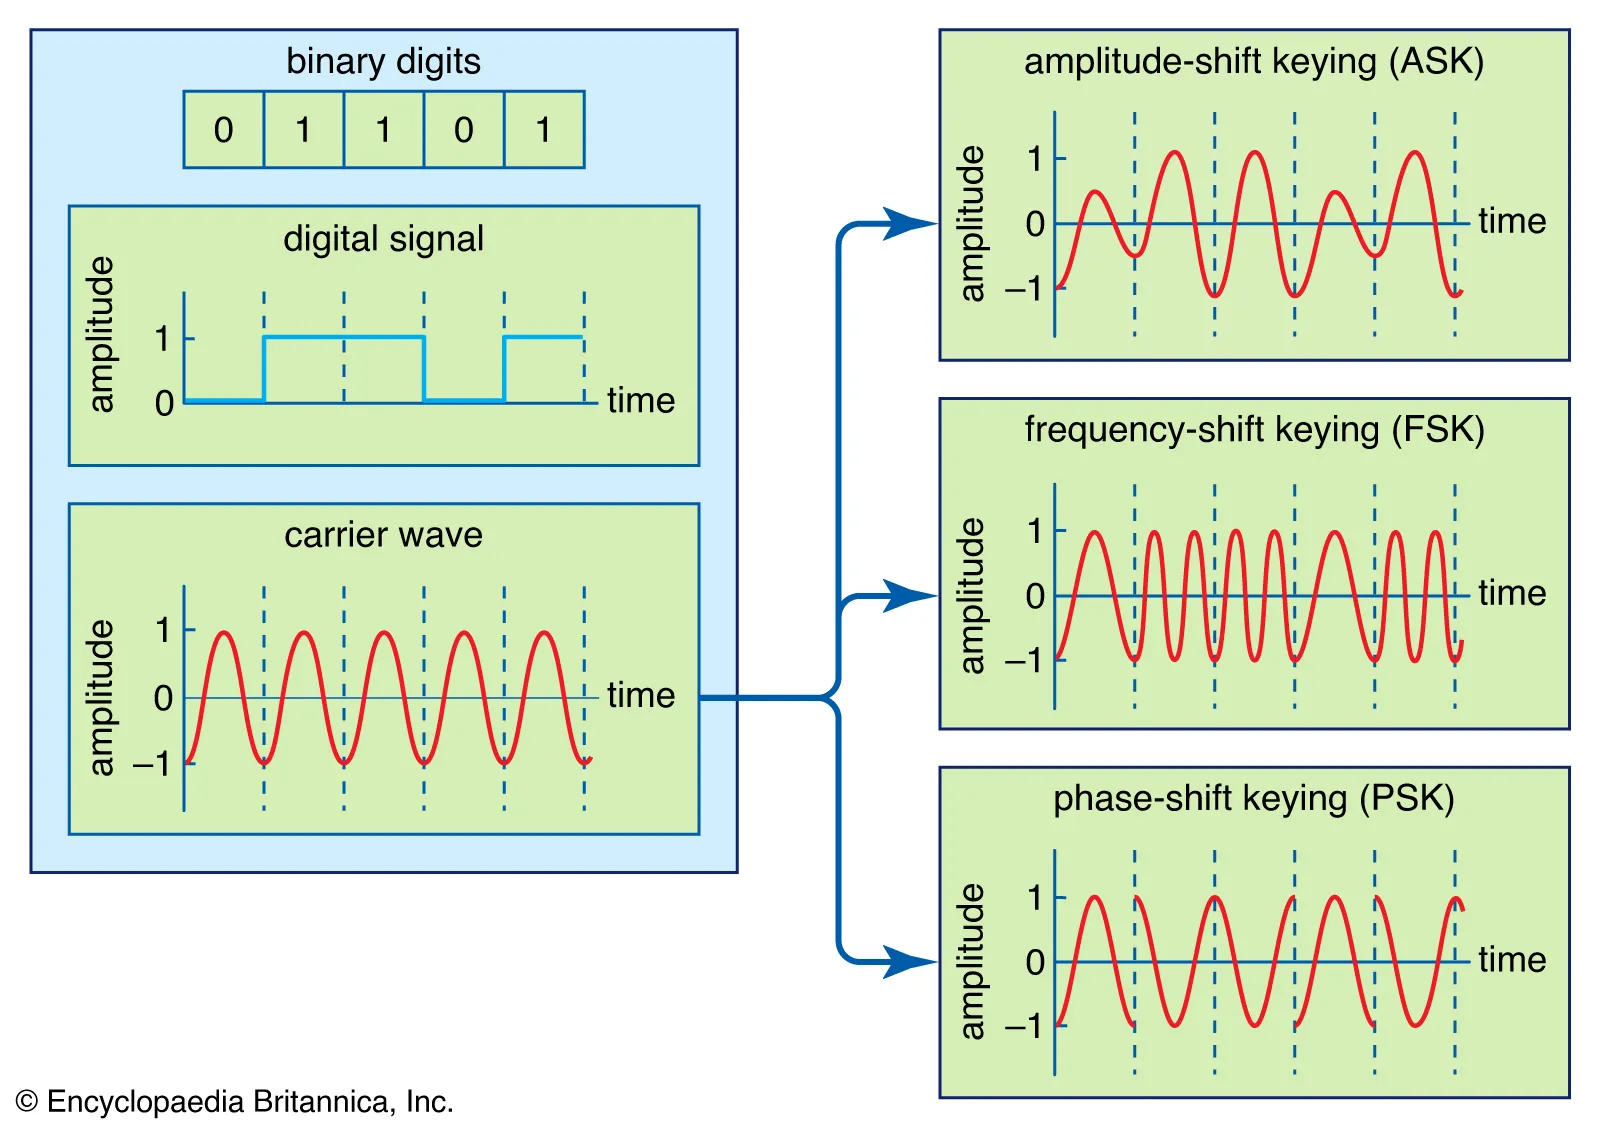 binary digits
0 1 1 0 1
digital signal
amplitude
1
0
time
carrier wave
amplitude
1
0
–1
time
amplitude-shift keying (ASK)
amplitude
1
0
–1
time
frequency-shift keying (FSK)
amplitude
1
0
–1
time
phase-shift keying (PSK)
amplitude
1
0
–1
time
© Encyclopaedia Britannica, Inc.